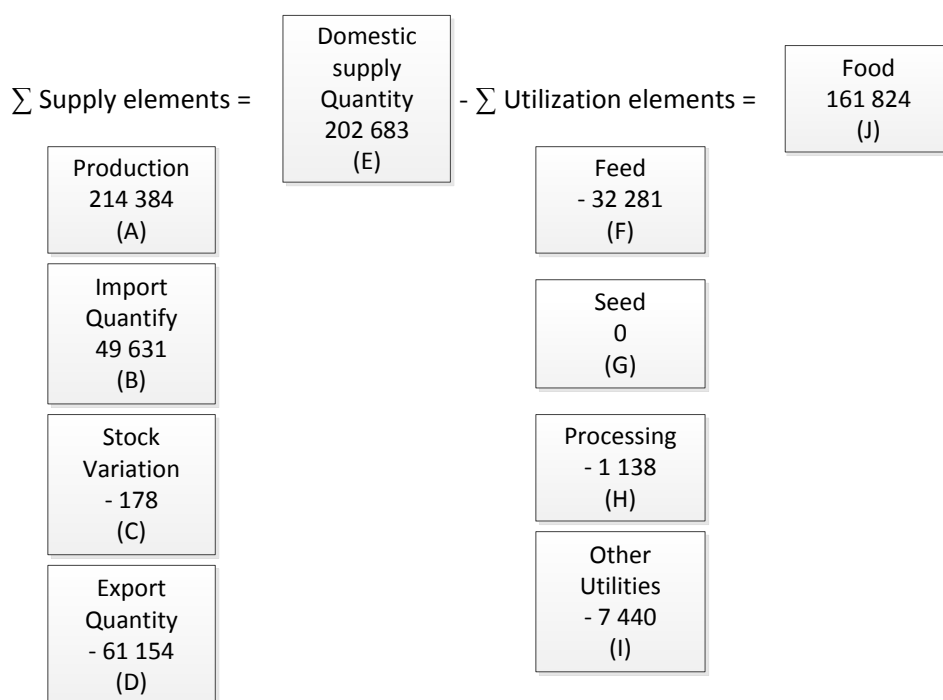 ∑ Supply elements =
Domestic
supply
Quantity
202 683
(E)
- ∑ Utilization elements =
Food
161 824
(J)
Production
214 384
(A)
Import
Quantify
49 631
(B)
Stock
Variation
- 178
(C)
Export
Quantity
- 61 154
(D)
Feed
- 32 281
(F)
Seed
0
(G)
Processing
- 1 138
(H)
Other
Utilities
- 7 440
(I)